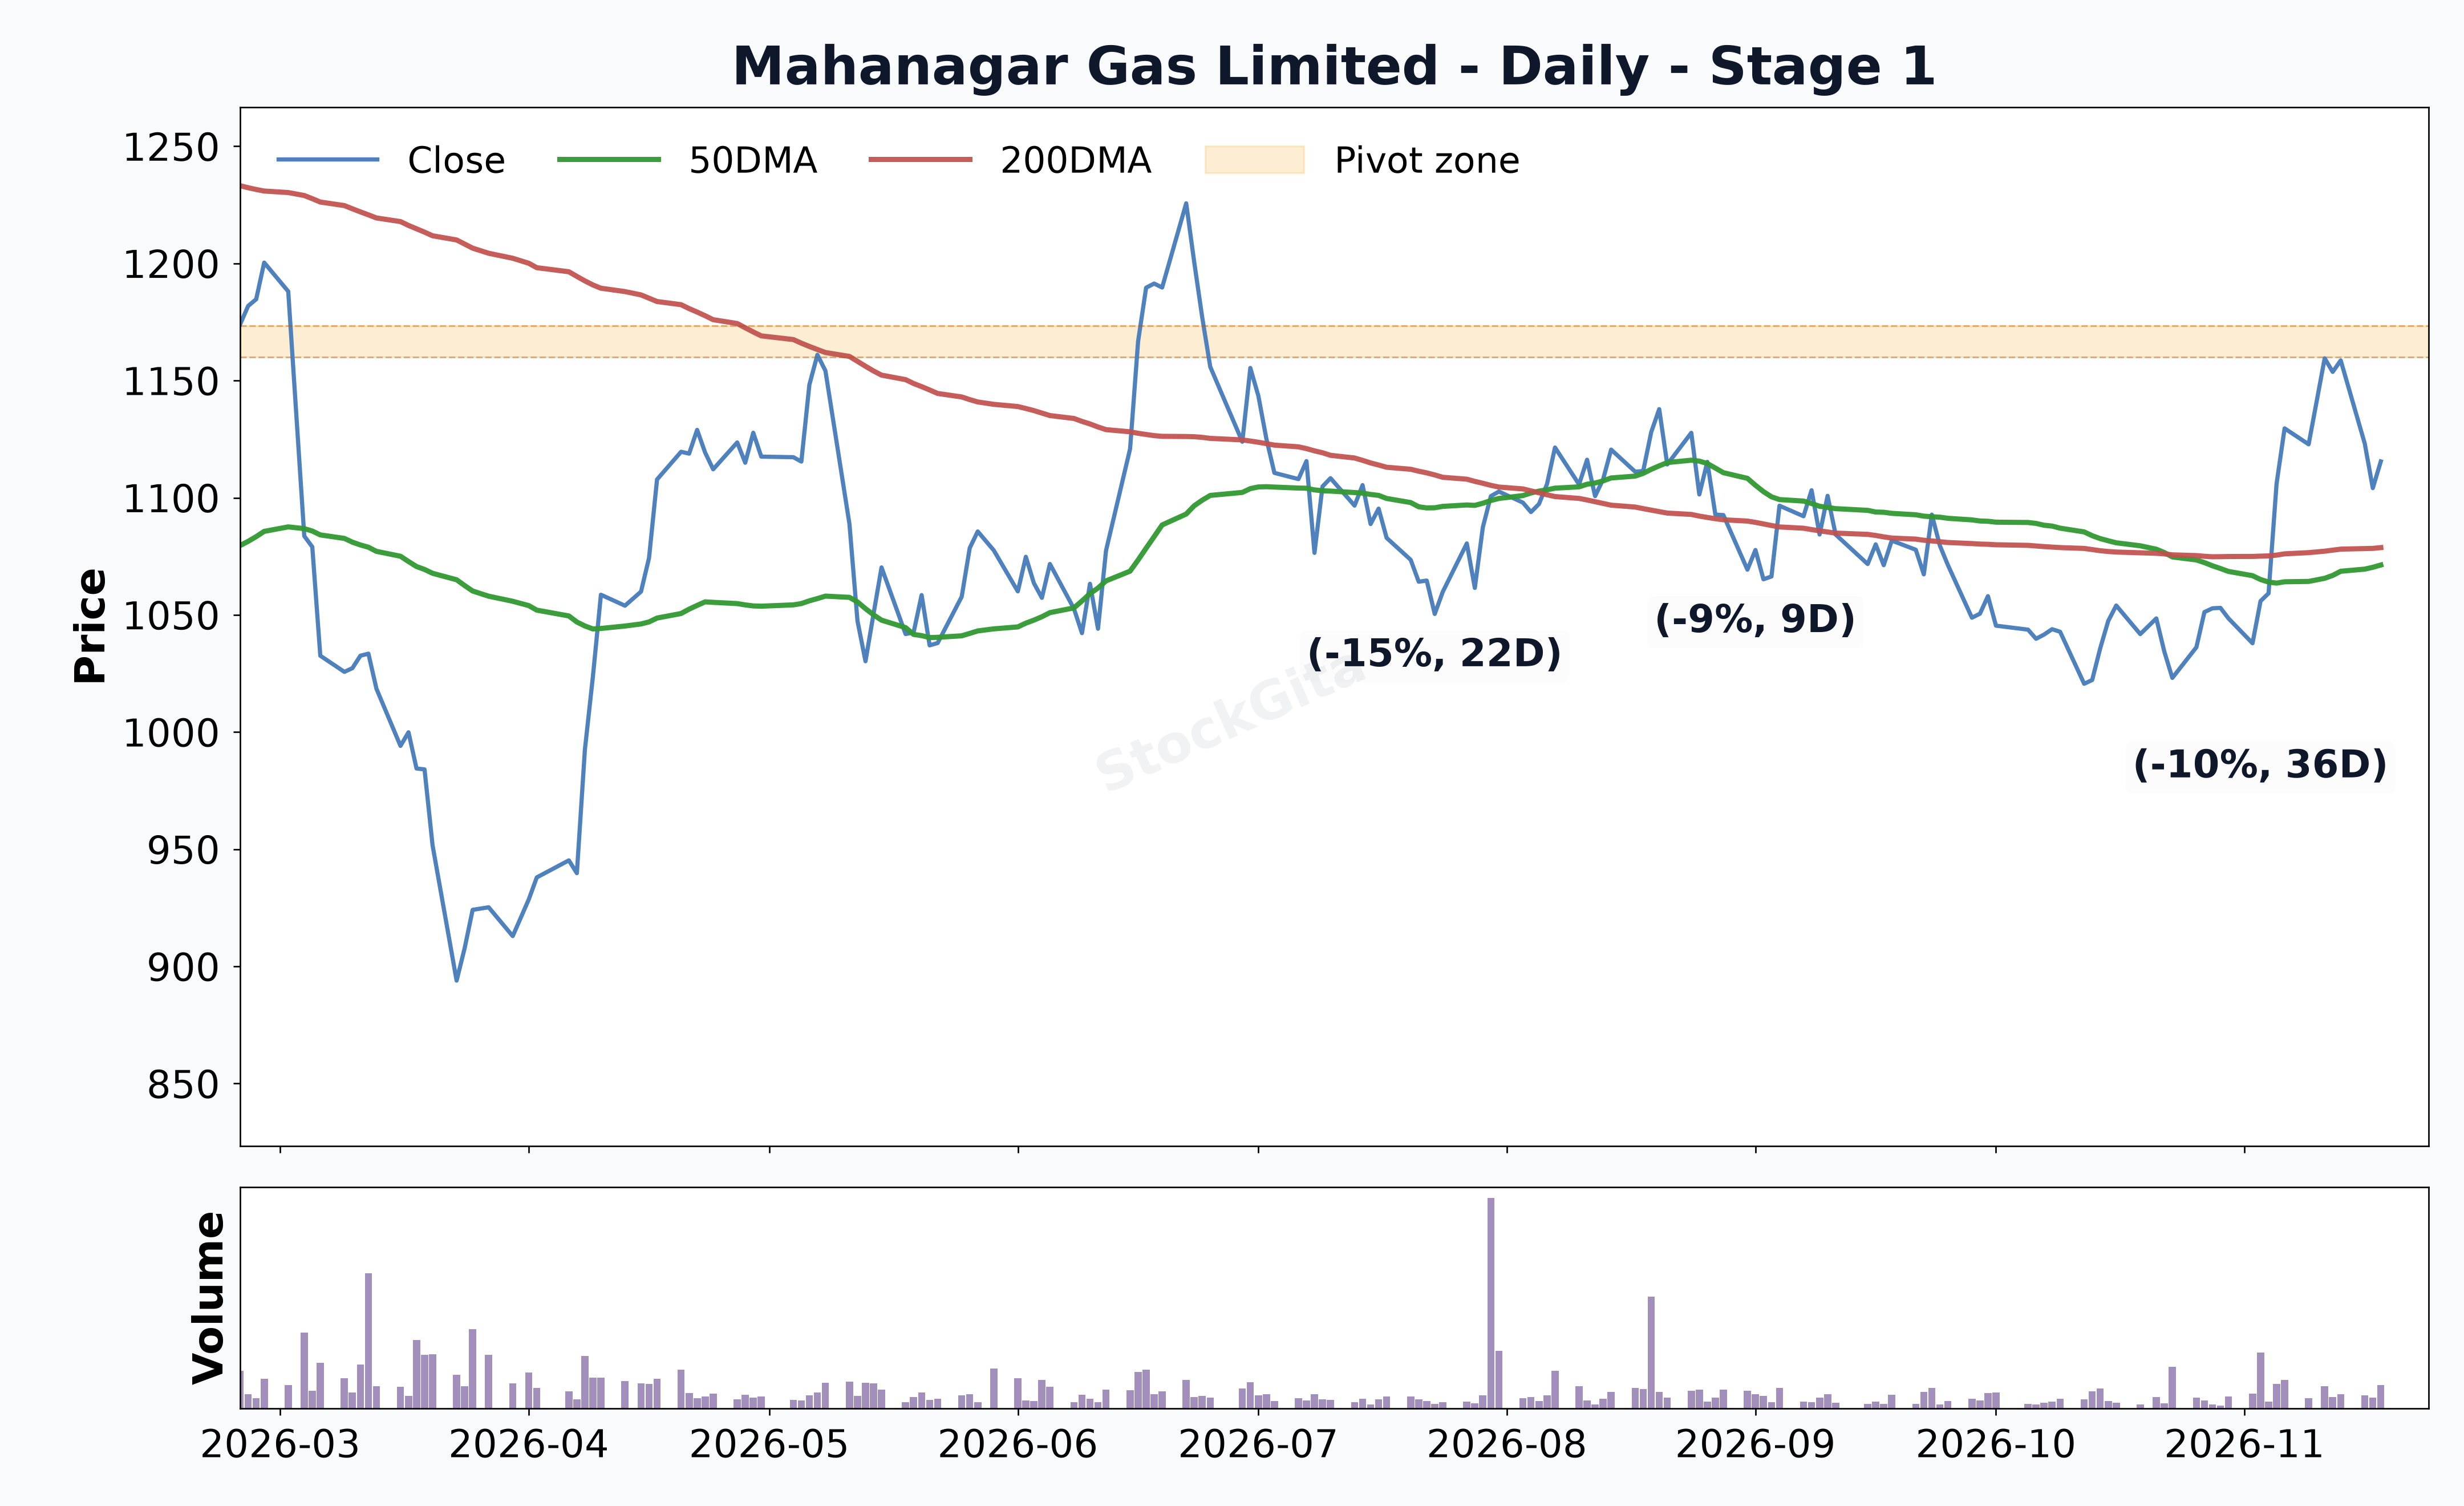 Mahanagar Gas Limited - Daily - Stage 1
Close 50DMA 200DMA Pivot zone
1250
1200
1150
1100
1050
1000
950
900
850
Price
(-15%, 22D)
(-9%, 9D)
(-10%, 36D)
StockGita
Volume
2026-03 2026-04 2026-05 2026-06 2026-07 2026-08 2026-09 2026-10 2026-11